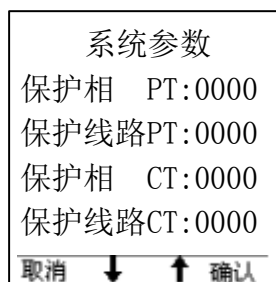 系统参数
保护相 PT:0000
保护线路PT:0000
保护相 CT:0000
保护线路CT:0000
取消 ↓ ↑ 确认